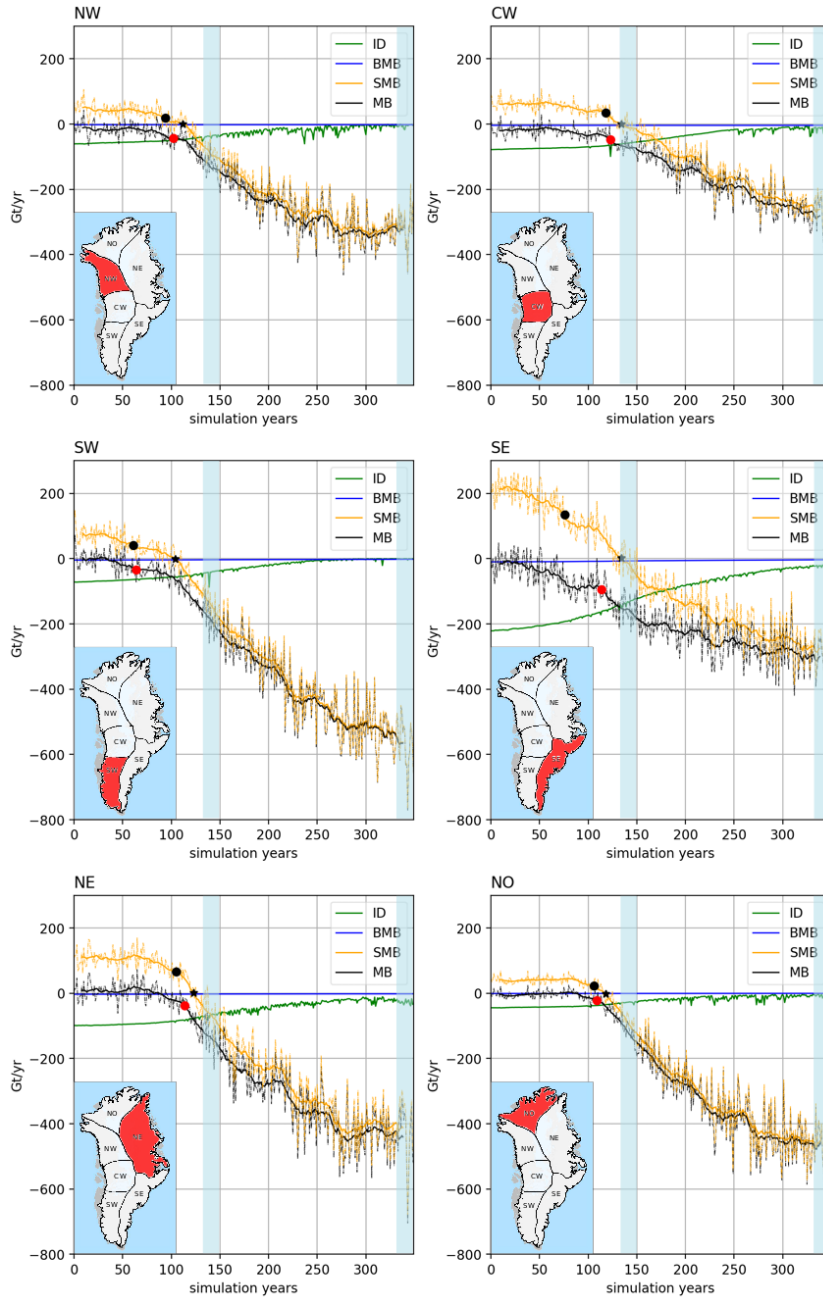 NW
200
0
−200
−400
−600
−800
Gt/yr
0 50 100 150 200 250 300
simulation years
ID
BMB
SMB
MB
NO
NE
NW
CW
SE
SW
CW
200
0
−200
−400
−600
−800
0 50 100 150 200 250 300
simulation years
ID
BMB
SMB
MB
NO
NE
NW
CW
SE
SW
SW
200
0
−200
−400
−600
−800
Gt/yr
0 50 100 150 200 250 300
simulation years
ID
BMB
SMB
MB
NO
NE
NW
CW
SE
SW
SE
200
0
−200
−400
−600
−800
Gt/yr
0 50 100 150 200 250 300
simulation years
ID
BMB
SMB
MB
NO
NE
NW
CW
SE
SW
NE
200
0
−200
−400
−600
−800
Gt/yr
0 50 100 150 200 250 300
simulation years
ID
BMB
SMB
MB
NO
NE
NW
CW
SE
SW
NO
200
0
−200
−400
−600
−800
Gt/yr
0 50 100 150 200 250 300
simulation years
ID
BMB
SMB
MB
NO
NE
NW
CW
SE
SW